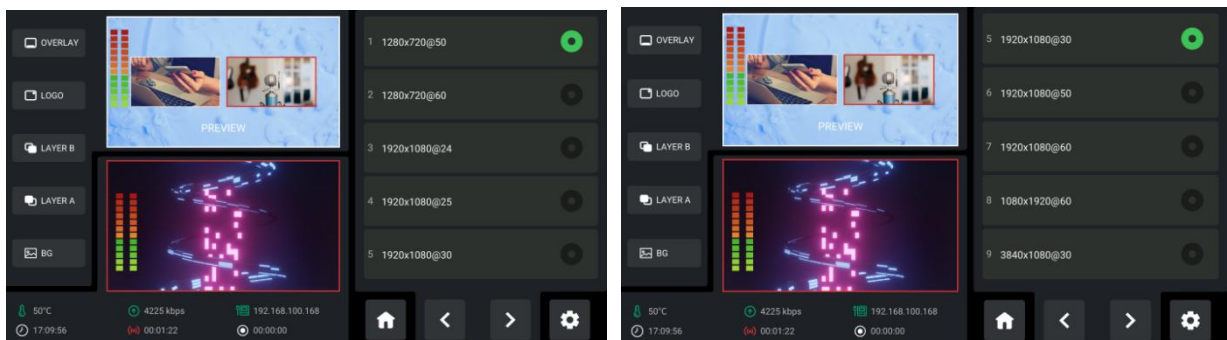 OVERLAY
LOGO
LAYER B
LAYER A
BG
PREVIEW
1 1280x720@50
2 1280x720@60
3 1920x1080@24
4 1920x1080@25
5 1920x1080@30
50°C
4225 kbps
192.168.100.168
17:09:56
00:01:22
00:00:00
OVERLAY
LOGO
LAYER B
LAYER A
BG
PREVIEW
5 1920x1080@30
6 1920x1080@50
7 1920x1080@60
8 1080x1920@60
9 3840x1080@30
50°C
4225 kbps
192.168.100.168
17:09:56
00:01:22
00:00:00